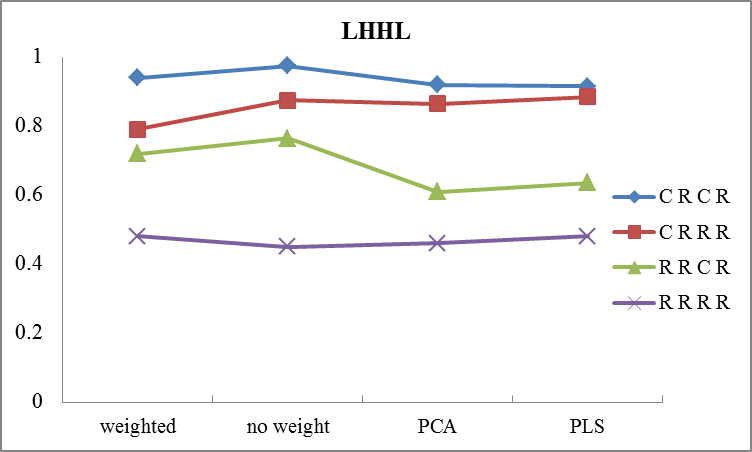 LHHL
1
0.8
0.6
0.4
0.2
0
weighted
no weight
PCA
PLS
C R C R
C R R R
R R C R
R R R R